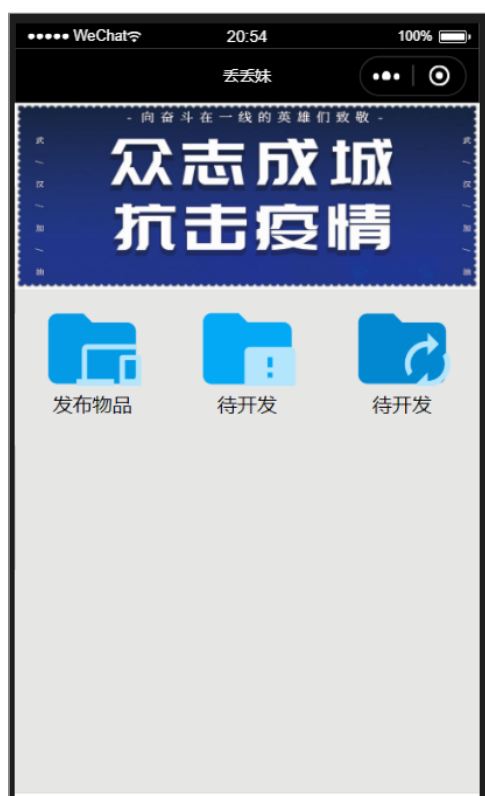 WeChat 20:54 100%
丢丢妹
- 向奋斗在一线的英雄们致敬 -
众志成城
抗击疫情
武/汉/加/油
武/汉/加/油
发布物品 待开发 待开发